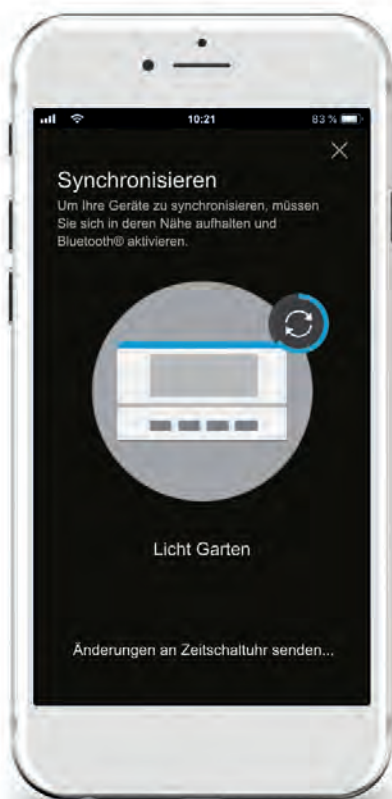 10:21
83 %
Synchronisieren
Um Ihre Geräte zu synchronisieren, müssen
Sie sich in deren Nähe aufhalten und
Bluetooth® aktivieren.
Licht Garten
Änderungen an Zeitschaltuhr senden...